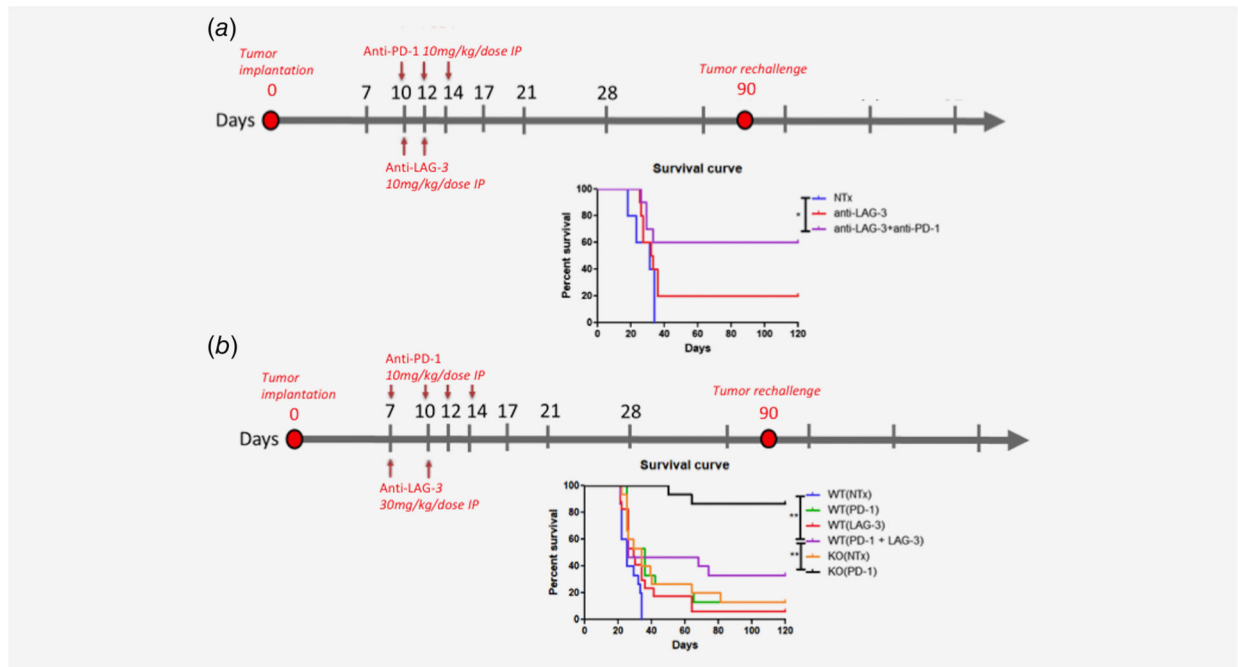 (a)
Tumor
implantation
0
Anti-PD-1 10mg/kg/dose IP
Tumor rechallenge
90
7 10 12 14 17 21 28
Days
Anti-LAG-3
10mg/kg/dose IP
Survival curve
Percent survival
100
80
60
40
20
0
0 20 40 60 80 100 120
Days
NTx
anti-LAG-3
anti-LAG-3+anti-PD-1
*
(b)
Tumor
implantation
0
Anti-PD-1
10mg/kg/dose IP
Tumor rechallenge
90
7 10 12 14 17 21 28
Days
Anti-LAG-3
30mg/kg/dose IP
Survival curve
Percent survival
100
80
60
40
20
0
0 20 40 60 80 100 120
Days
WT(NTx)
WT(PD-1)
WT(LAG-3)
WT(PD-1 + LAG-3)
KO(NTx)
KO(PD-1)
**
**